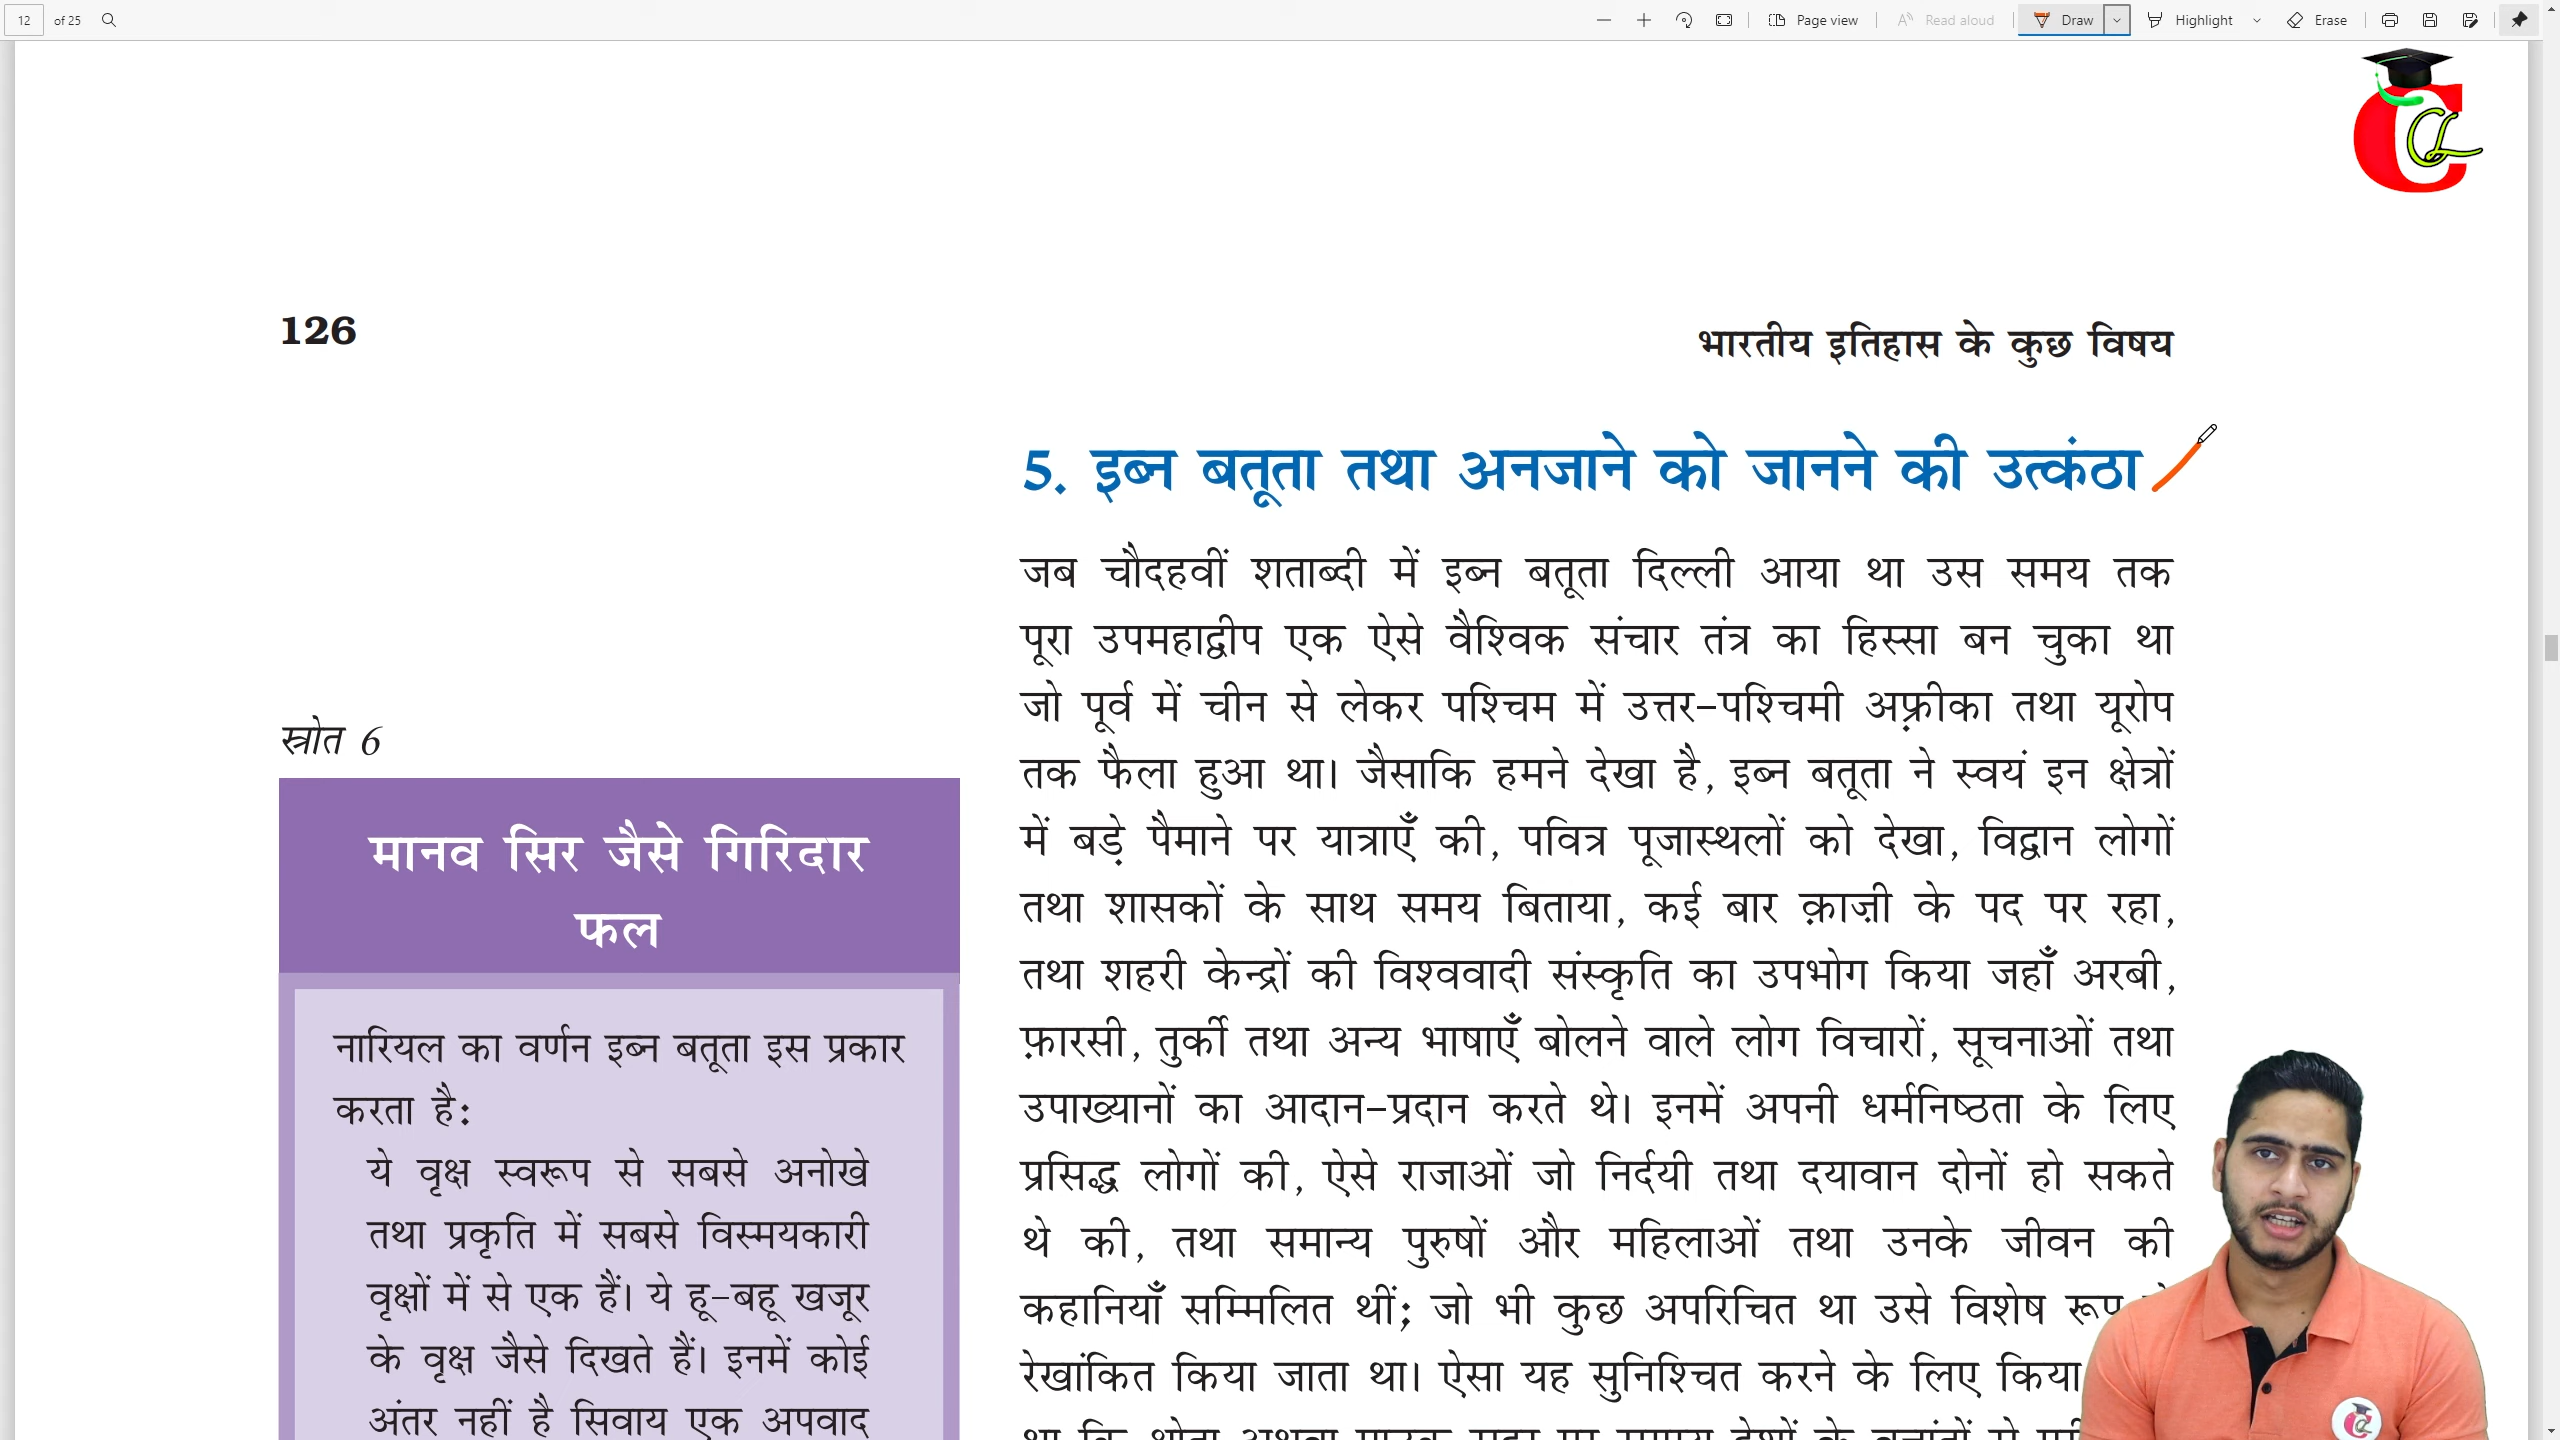 12 of 25 Page view Read aloud Draw Highlight Erase
126
भारतीय इतिहास के कुछ विषय
5. इब्न बतूता तथा अनजाने को जानने की उत्कंठा
जब चौदहवीं शताब्दी में इब्न बतूता दिल्ली आया था उस समय तक
पूरा उपमहाद्वीप एक ऐसे वैश्विक संचार तंत्र का हिस्सा बन चुका था
जो पूर्व में चीन से लेकर पश्चिम में उत्तर-पश्चिमी अफ़्रीका तथा यूरोप
तक फैला हुआ था। जैसाकि हमने देखा है, इब्न बतूता ने स्वयं इन क्षेत्रों
में बड़े पैमाने पर यात्राएँ की, पवित्र पूजास्थलों को देखा, विद्वान लोगों
तथा शासकों के साथ समय बिताया, कई बार क़ाज़ी के पद पर रहा,
तथा शहरी केन्द्रों की विश्ववादी संस्कृति का उपभोग किया जहाँ अरबी,
फ़ारसी, तुर्की तथा अन्य भाषाएँ बोलने वाले लोग विचारों, सूचनाओं तथा
उपाख्यानों का आदान-प्रदान करते थे। इनमें अपनी धर्मनिष्ठता के लिए
प्रसिद्ध लोगों की, ऐसे राजाओं जो निर्दयी तथा दयावान दोनों हो सकते
थे की, तथा समान्य पुरुषों और महिलाओं तथा उनके जीवन की
कहानियाँ सम्मिलित थीं; जो भी कुछ अपरिचित था उसे विशेष रूप
रेखांकित किया जाता था। ऐसा यह सुनिश्चित करने के लिए किया
स्रोत 6
मानव सिर जैसे गिरिदार
फल
नारियल का वर्णन इब्न बतूता इस प्रकार
करता है:
ये वृक्ष स्वरूप से सबसे अनोखे
तथा प्रकृति में सबसे विस्मयकारी
वृक्षों में से एक हैं। ये हू-बहू खजूर
के वृक्ष जैसे दिखते हैं। इनमें कोई
अंतर नहीं है सिवाय एक अपवाद